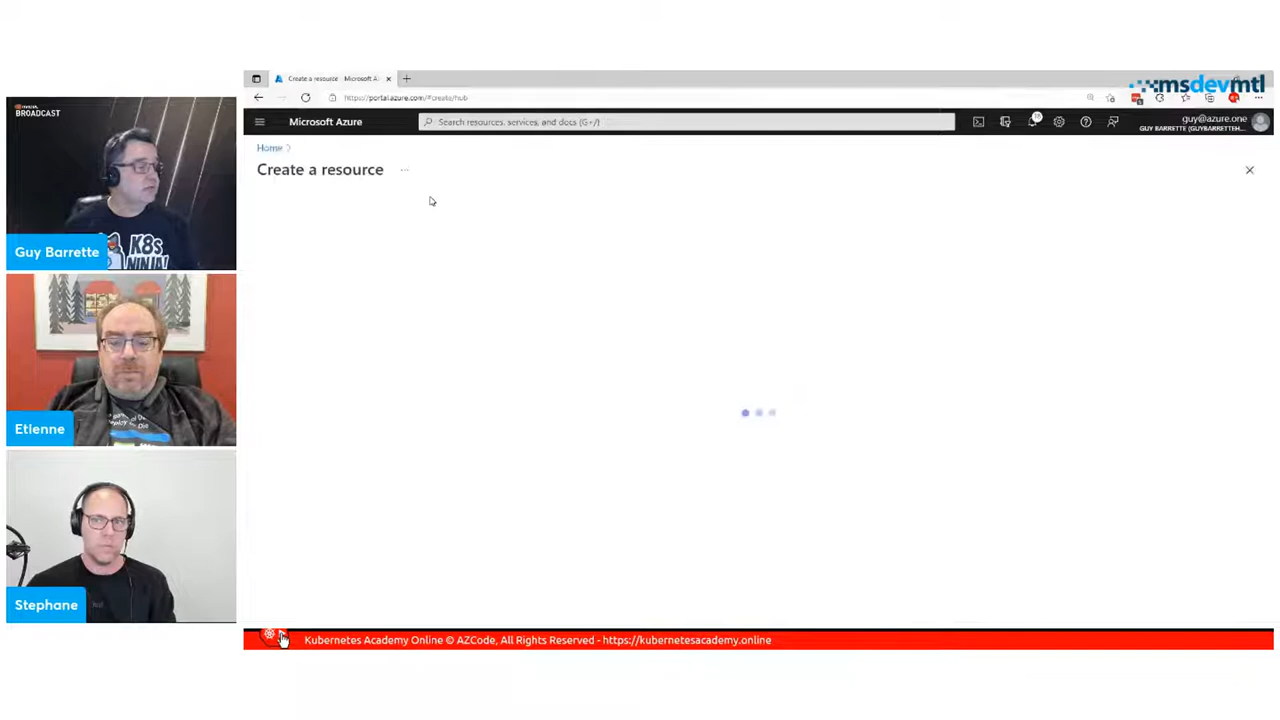 BROADCAST
Guy Barrette
K8s
NINJA!
Etienne
Stephane
Create a resource - Microsoft A
msdevmtl
https://portal.azure.com/#create/hub
Microsoft Azure
Search resources, services, and docs (G+/)
guy@azure.one
GUY BARRETTE (GUYBARRETTEH...
Home
Create a resource
...
Kubernetes Academy Online © AZCode, All Rights Reserved - https://kubernetesacademy.online